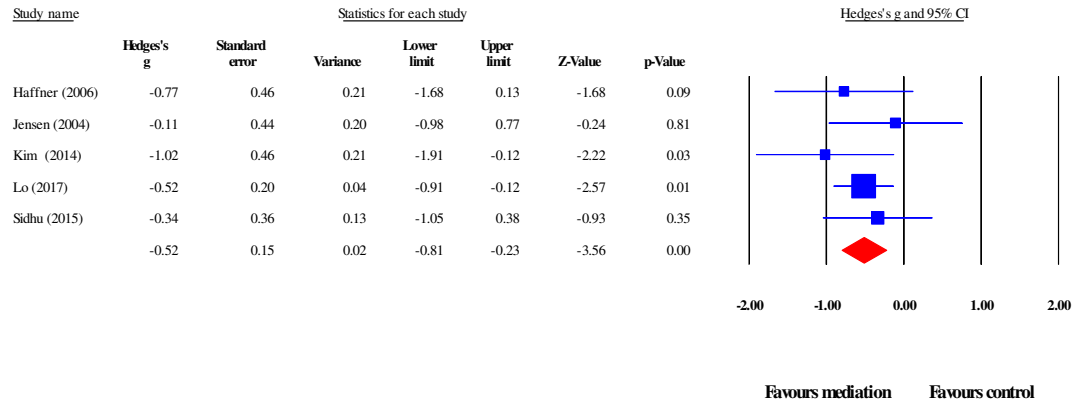 Study name Statistics for each study Hedges's g and 95% CI
Hedges's g Standard error Variance Lower limit Upper limit Z-Value p-Value
Haffner (2006) -0.77 0.46 0.21 -1.68 0.13 -1.68 0.09
Jensen (2004) -0.11 0.44 0.20 -0.98 0.77 -0.24 0.81
Kim (2014) -1.02 0.46 0.21 -1.91 -0.12 -2.22 0.03
Lo (2017) -0.52 0.20 0.04 -0.91 -0.12 -2.57 0.01
Sidhu (2015) -0.34 0.36 0.13 -1.05 0.38 -0.93 0.35
-0.52 0.15 0.02 -0.81 -0.23 -3.56 0.00
-2.00 -1.00 0.00 1.00 2.00
Favours mediation Favours control